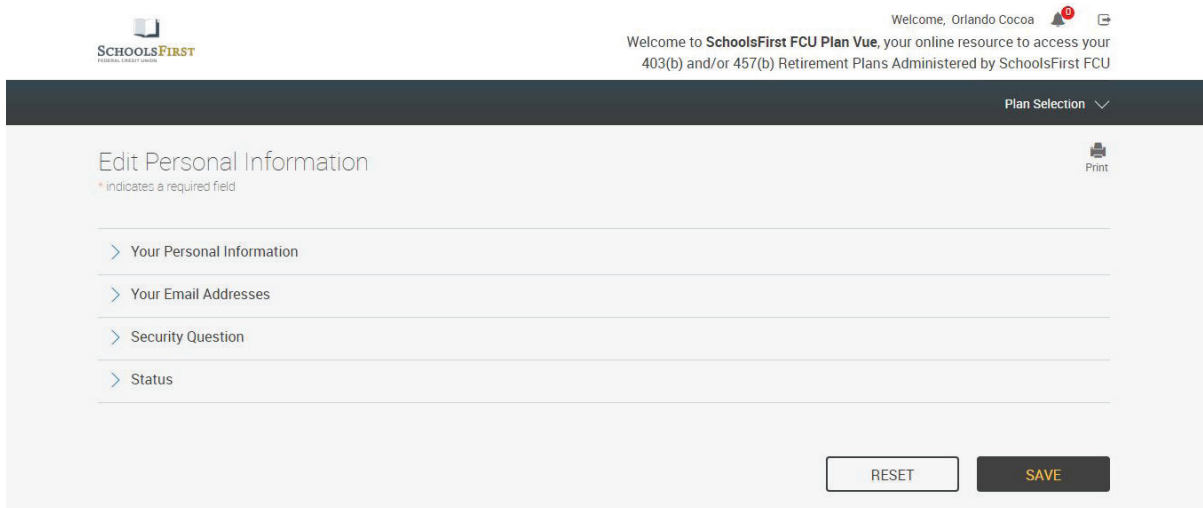 SCHOOLSFIRST
FEDERAL CREDIT UNION
Welcome, Orlando Cocoa
0
Welcome to SchoolsFirst FCU Plan Vue, your online resource to access your
403(b) and/or 457(b) Retirement Plans Administered by SchoolsFirst FCU
Plan Selection
Edit Personal Information
* indicates a required field
Print
Your Personal Information
Your Email Addresses
Security Question
Status
RESET
SAVE